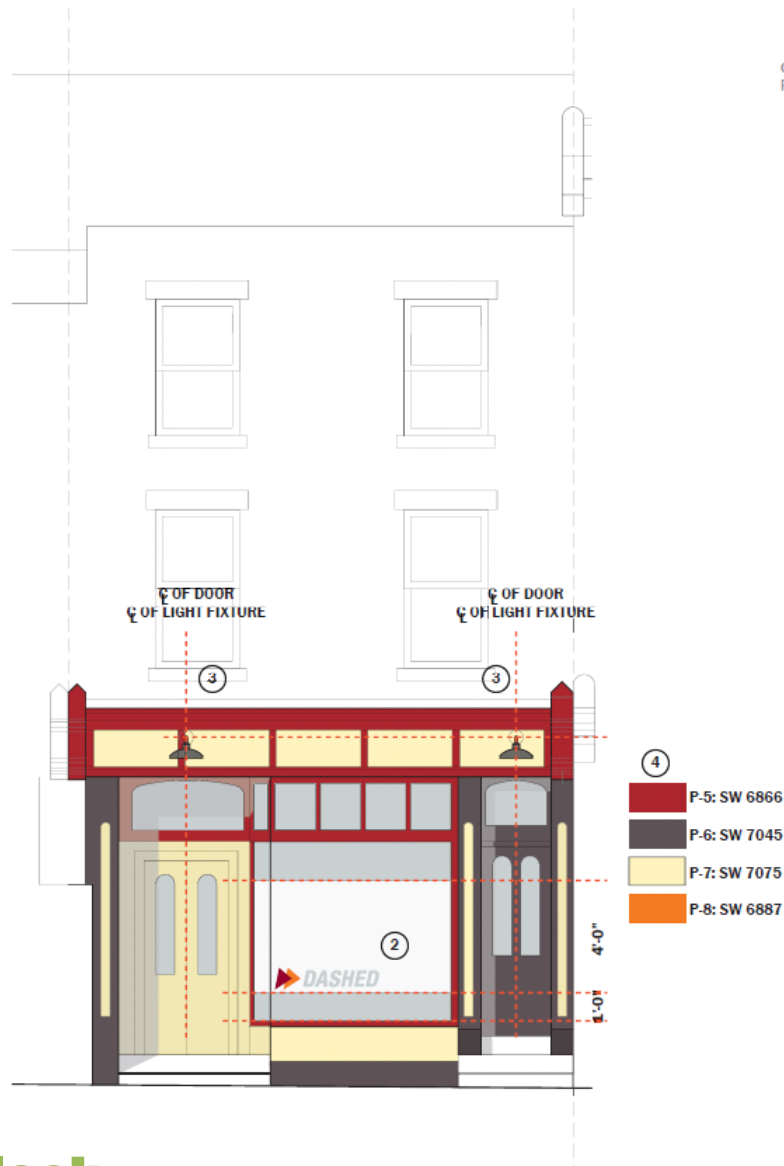 ℄ OF DOOR
℄ OF LIGHT FIXTURE
℄ OF DOOR
℄ OF LIGHT FIXTURE
3
3
4
P-5: SW 6866
P-6: SW 7045
P-7: SW 7075
P-8: SW 6887
2
4'-0"
DASHED
1'-0"